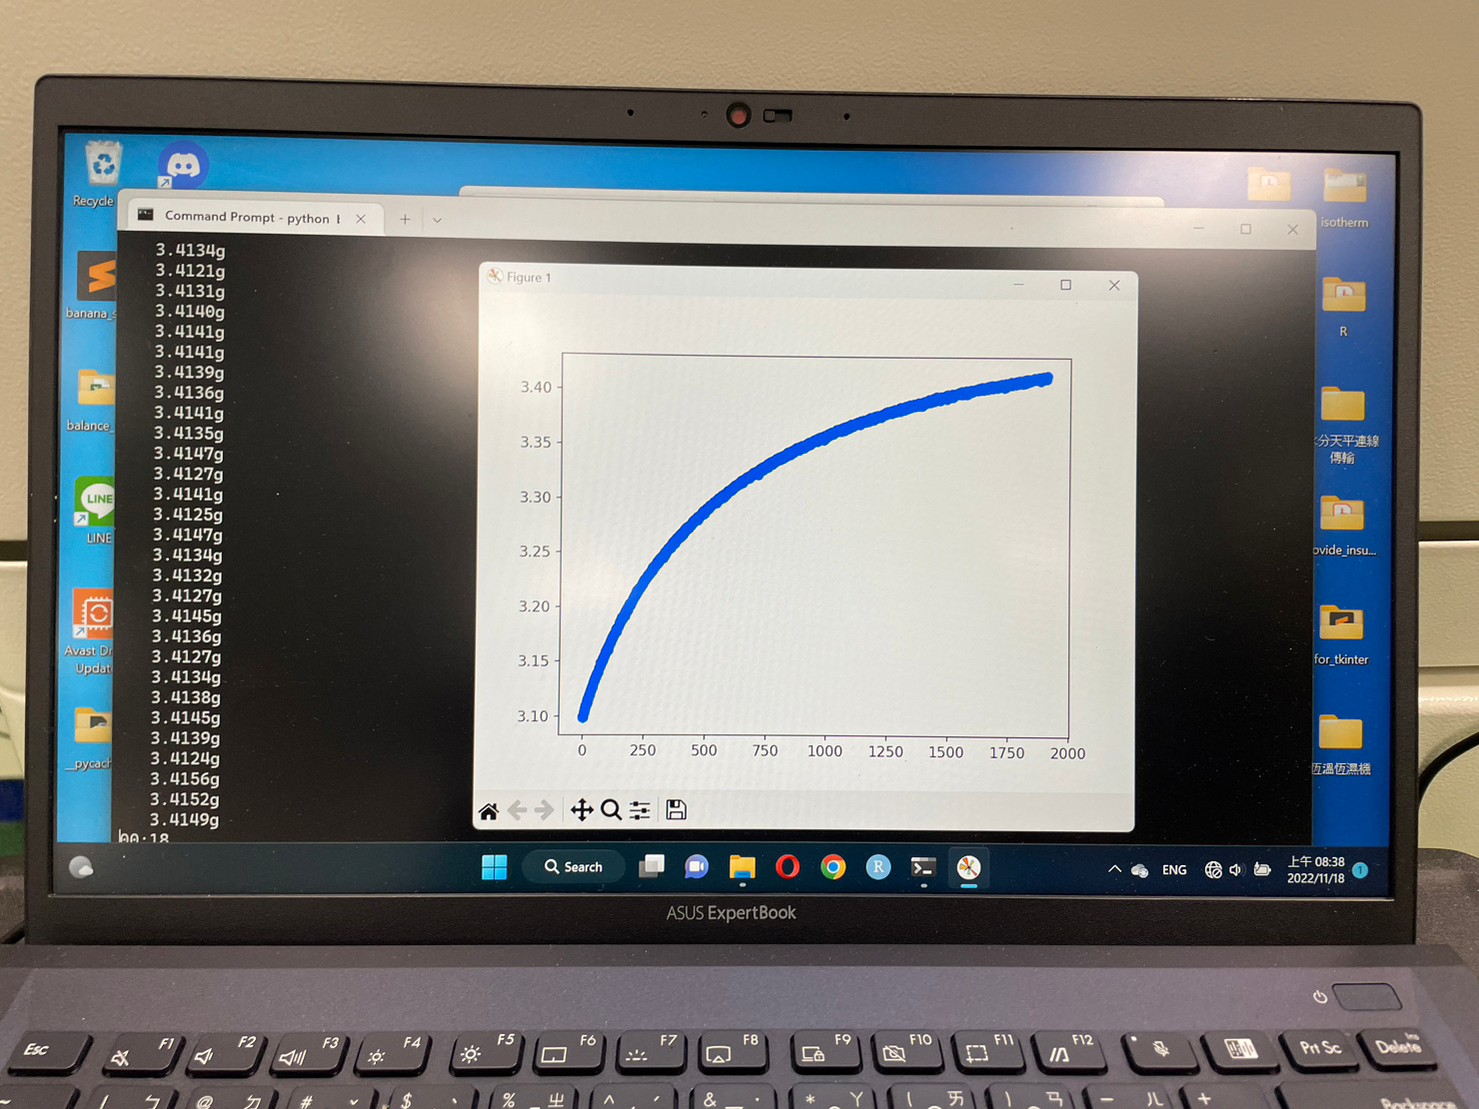 Recycle
banana_s
balance_
LINE
LINE
Avast Dr
Updat
__pycach
Command Prompt - python
3.4134g
3.4121g
3.4131g
3.4140g
3.4141g
3.4141g
3.4139g
3.4136g
3.4141g
3.4135g
3.4147g
3.4127g
3.4141g
3.4125g
3.4147g
3.4134g
3.4132g
3.4127g
3.4145g
3.4136g
3.4127g
3.4134g
3.4138g
3.4145g
3.4139g
3.4124g
3.4156g
3.4152g
3.4149g
00:18
Figure 1
3.40
3.35
3.30
3.25
3.20
3.15
3.10
0 250 500 750 1000 1250 1500 1750 2000
isotherm
R
分天平連線
傳輸
ovide_insu...
for_tkinter
恆溫恆濕機
Search
R
ENG
上午 08:38
2022/11/18
1
ASUS ExpertBook
Esc F1 F2 F3 F4 F5 F6 F7 F8 F9 F10 F11 F12 Prt Sc Ins Delete
! ㄅ @ ㄉ # ˇ $ ˋ % ㄓ ^ ˊ & ˙ * ㄚ ( ㄞ ) ㄢ ㄦ +
Backspace